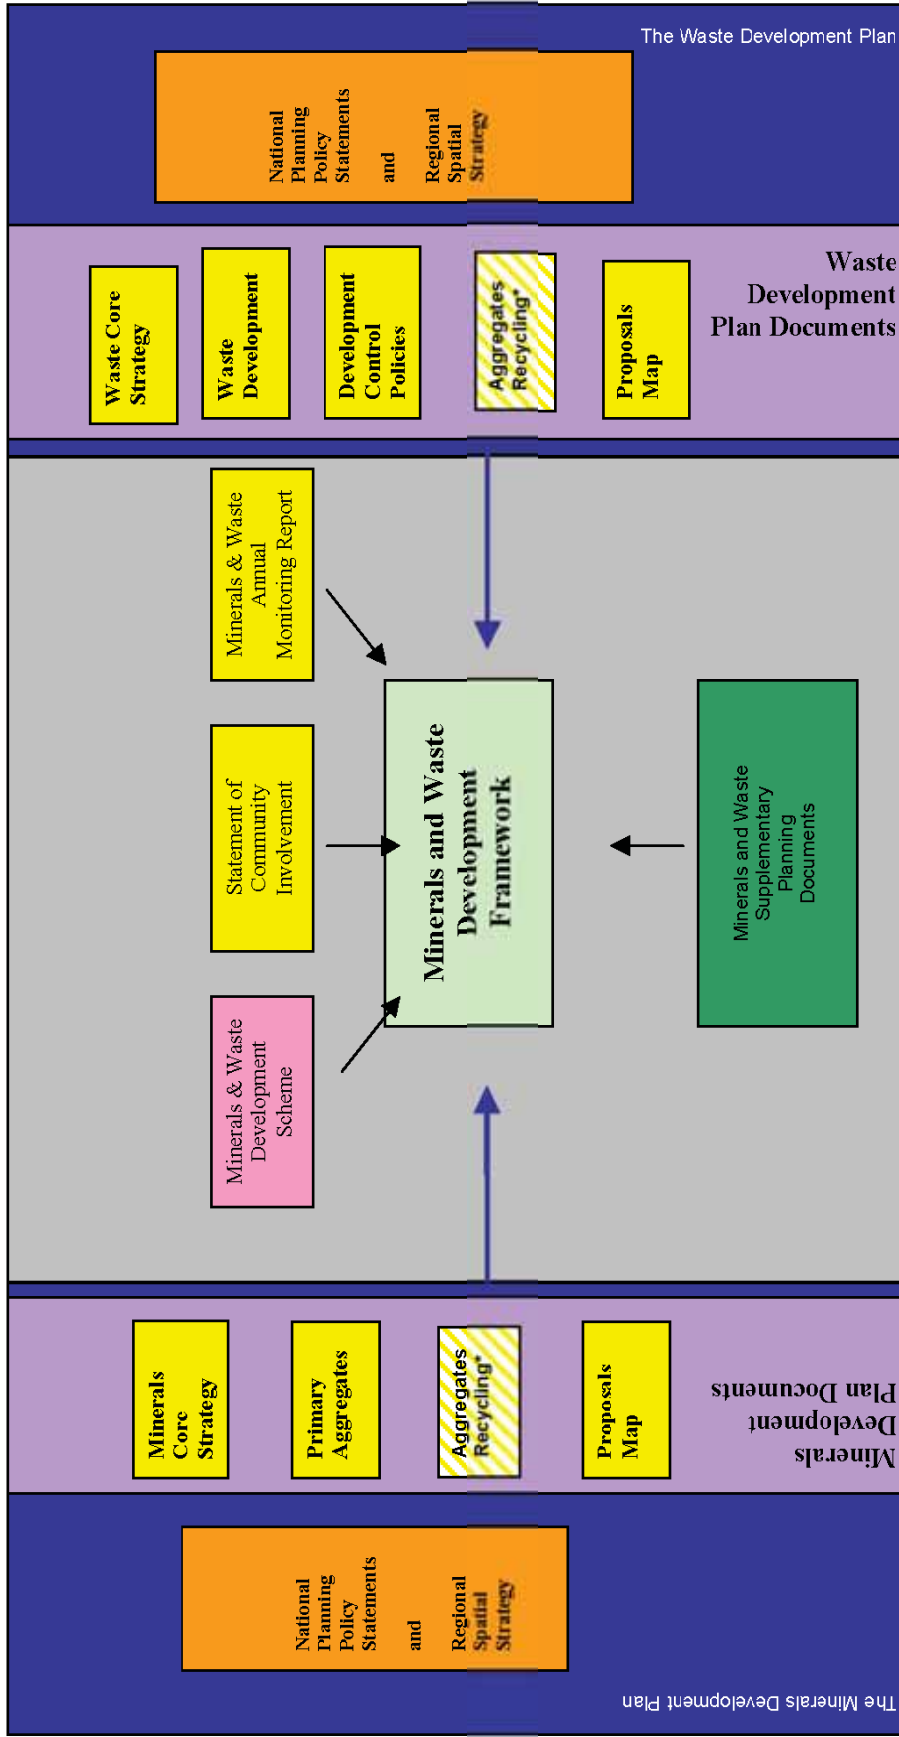 The Waste Development Plan
National
Planning
Policy
Statements
and
Regional
Spatial
Strategy
Waste
Development
Plan Documents
Waste Core
Strategy
Waste
Development
Development
Control
Policies
Aggregates
Recycling*
Proposals
Map
Minerals & Waste
Annual
Monitoring Report
Statement of
Community
Involvement
Minerals & Waste
Development
Scheme
Minerals and Waste
Development
Framework
Minerals and Waste
Supplementary
Planning
Documents
Minerals
Core
Strategy
Primary
Aggregates
Aggregates
Recycling*
Proposals
Map
Minerals
Development
Plan Documents
National
Planning
Policy
Statements
and
Regional
Spatial
Strategy
The Minerals Development Plan